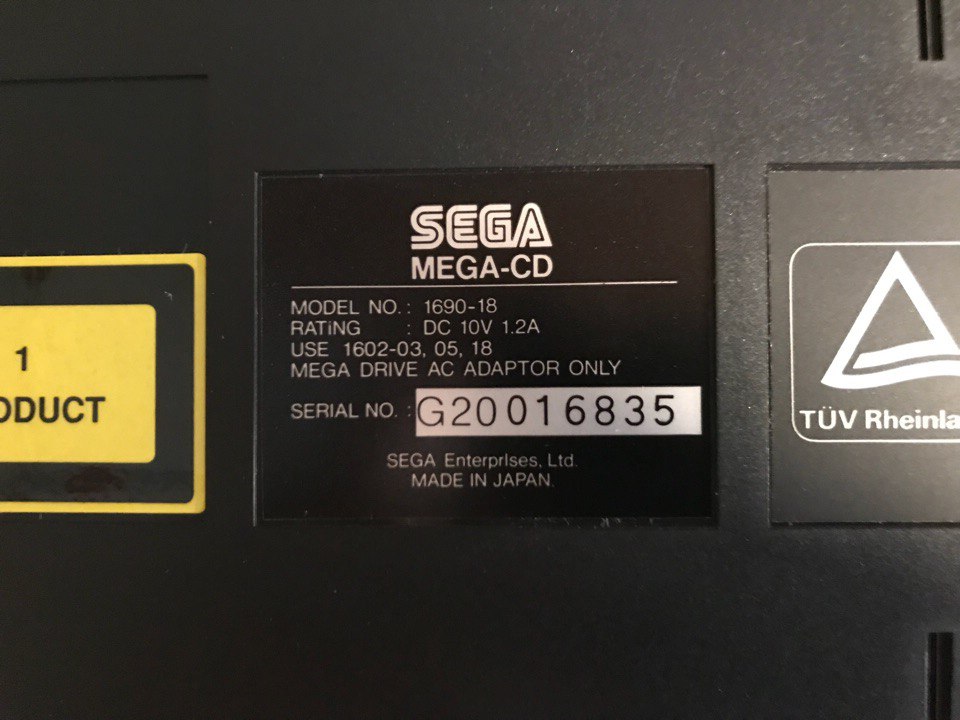 SEGA
MEGA-CD
MODEL NO. : 1690-18
RATING : DC 10V 1.2A
USE 1602-03, 05, 18
MEGA DRIVE AC ADAPTOR ONLY
SERIAL NO. : G20016835
SEGA Enterprises, Ltd.
MADE IN JAPAN.
1
ODUCT
TÜV Rheinla